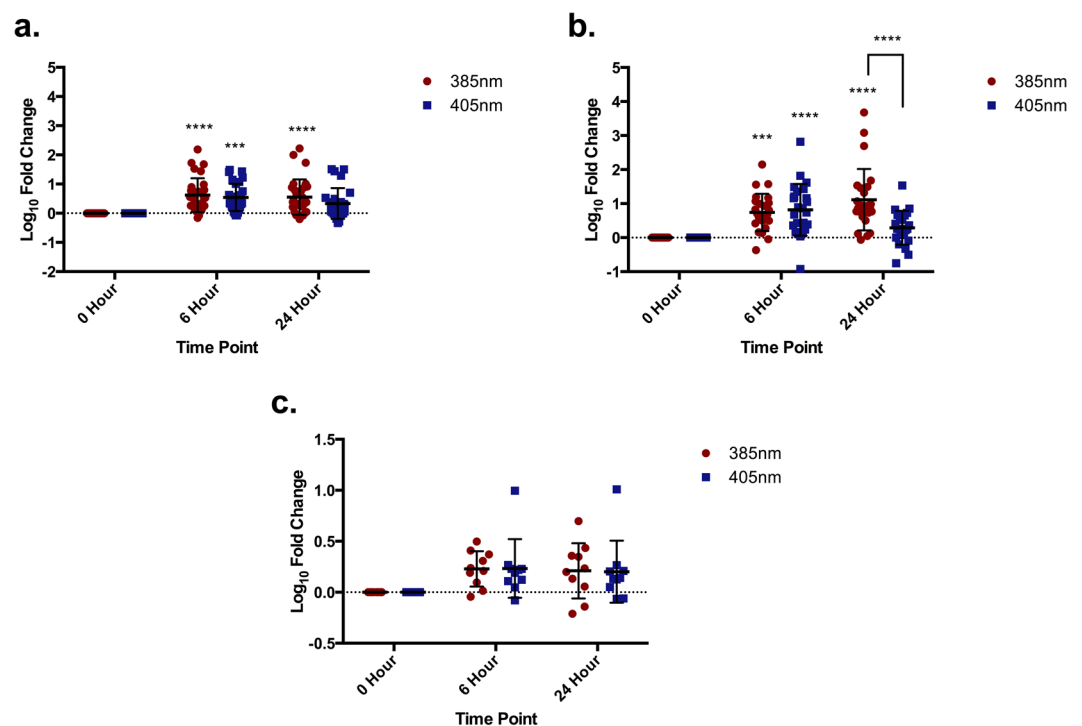 a.
5
4
3
2
1
0
-1
-2
Log10 Fold Change
****
***
****
385nm
405nm
0 Hour
6 Hour
24 Hour
Time Point
b.
5
4
3
2
1
0
-1
Log10 Fold Change
***
****
****
****
385nm
405nm
0 Hour
6 Hour
24 Hour
Time Point
c.
1.5
1.0
0.5
0.0
-0.5
Log10 Fold Change
385nm
405nm
0 Hour
6 Hour
24 Hour
Time Point